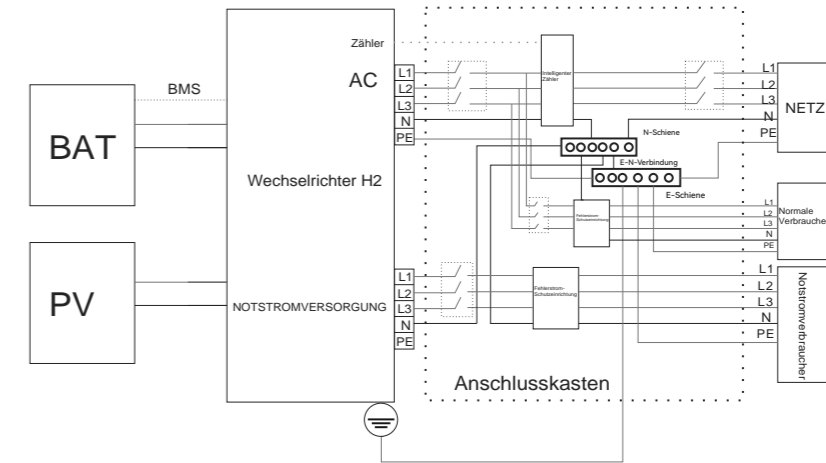 BAT
BMS
PV
Wechselrichter H2
Zähler
AC
L1
L2
L3
N
PE
NOTSTROMVERSORGUNG
L1
L2
L3
N
PE
Intelligenter
Zähler
N-Schiene
E-N-Verbindung
E-Schiene
Fehlerstrom-
Schutzeinrichtung
Fehlerstrom-
Schutzeinrichtung
Anschlusskasten
L1
L2
L3
N
PE
NETZ
L1
L2
L3
N
PE
Normale
Verbraucher
L1
L2
L3
N
PE
Notstromverbraucher